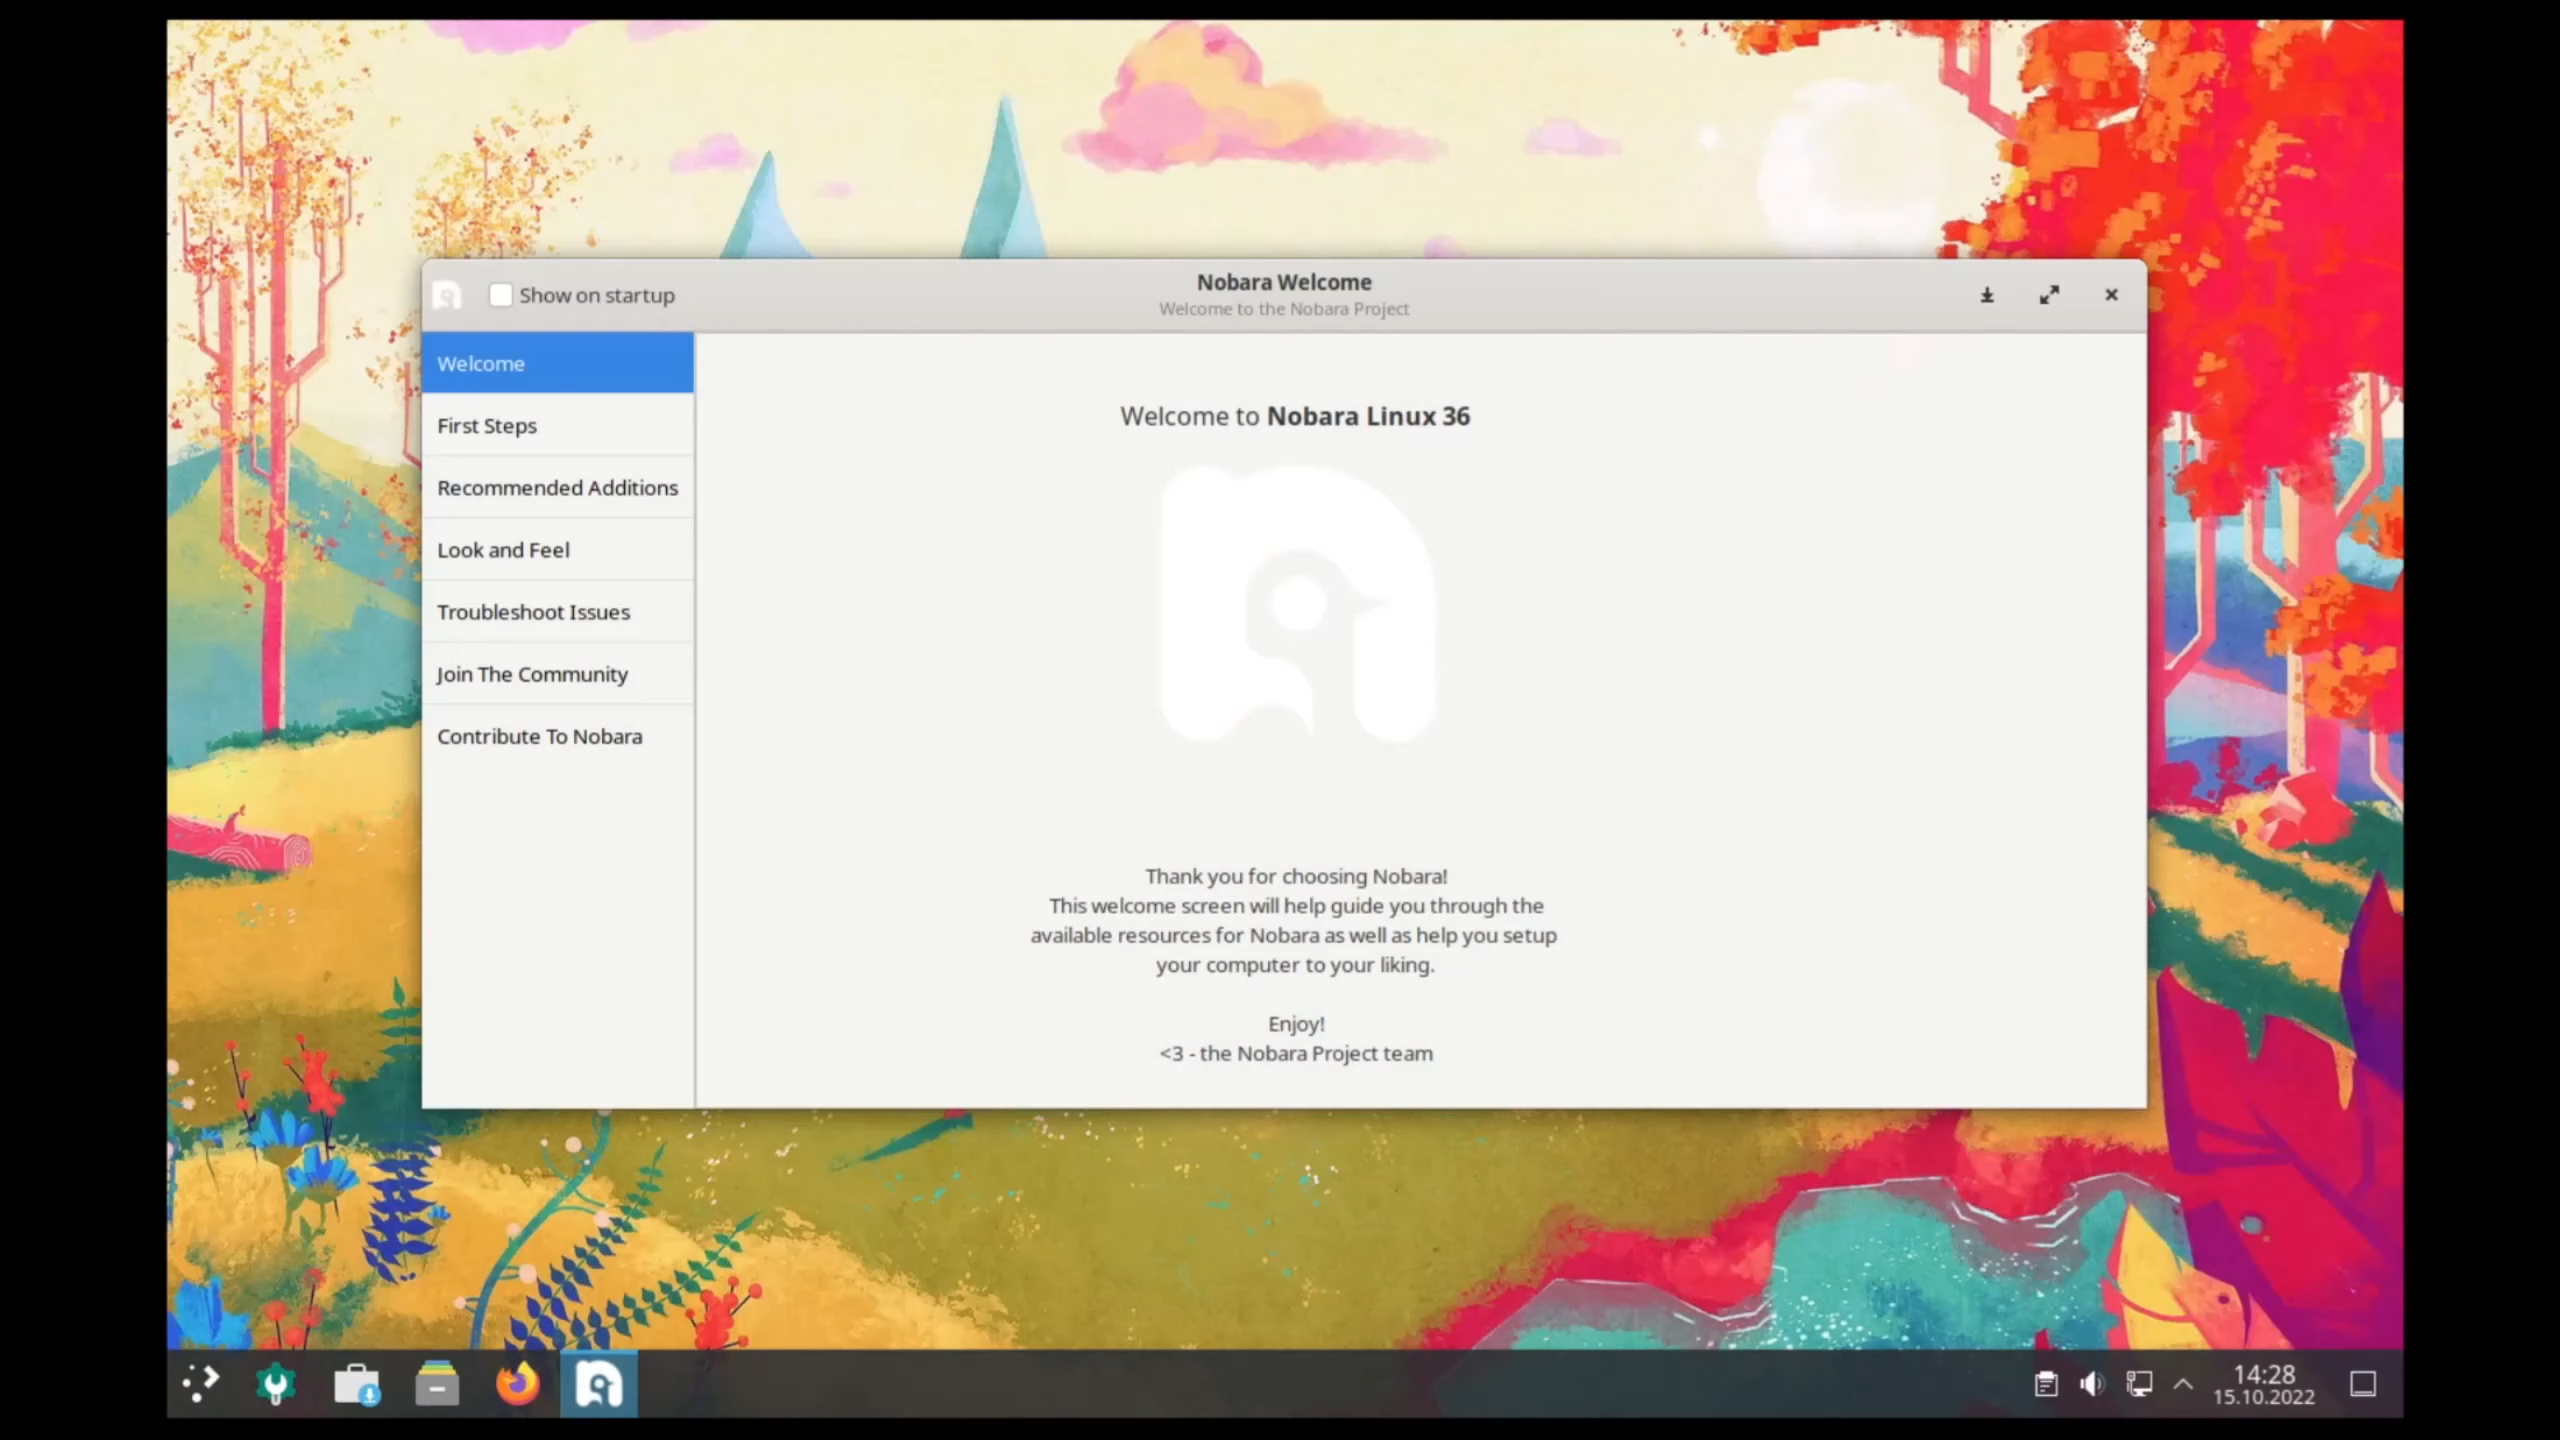 Show on startup
Nobara Welcome
Welcome to the Nobara Project
Welcome
First Steps
Recommended Additions
Look and Feel
Troubleshoot Issues
Join The Community
Contribute To Nobara
Welcome to Nobara Linux 36
Thank you for choosing Nobara!
This welcome screen will help guide you through the
available resources for Nobara as well as help you setup
your computer to your liking.
Enjoy!
<3 - the Nobara Project team
14:28
15.10.2022